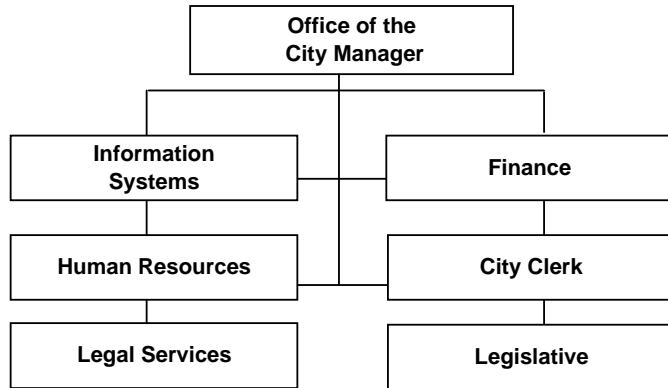 Office of the
City Manager
Information
Systems
Finance
Human Resources
City Clerk
Legal Services
Legislative